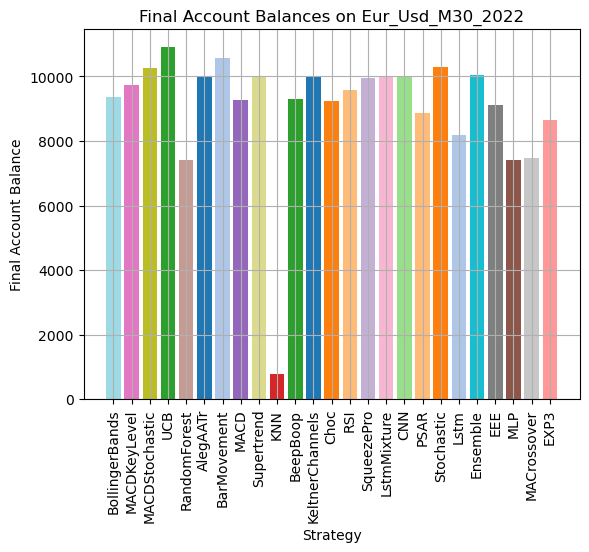 Final Account Balances on Eur_Usd_M30_2022
Final Account Balance
10000
8000
6000
4000
2000
0
BollingerBands
MACDKeyLevel
MACDStochastic
UCB
RandomForest
AlegAATr
BarMovement
MACD
Supertrend
KNN
BeepBoop
KeltnerChannels
Choc
RSI
SqueezePro
LstmMixture
CNN
PSAR
Stochastic
Lstm
Ensemble
EEE
MLP
MACrossover
EXP3
Strategy